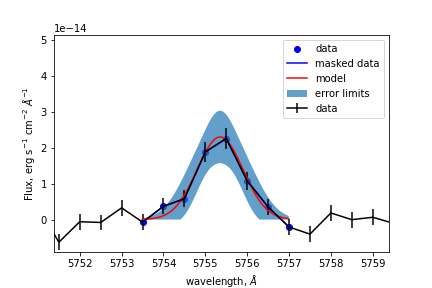 1e−14
5
4
3
2
1
0
Flux, erg s⁻¹ cm⁻² Å⁻¹
data
masked data
model
error limits
data
5752 5753 5754 5755 5756 5757 5758 5759
wavelength, Å